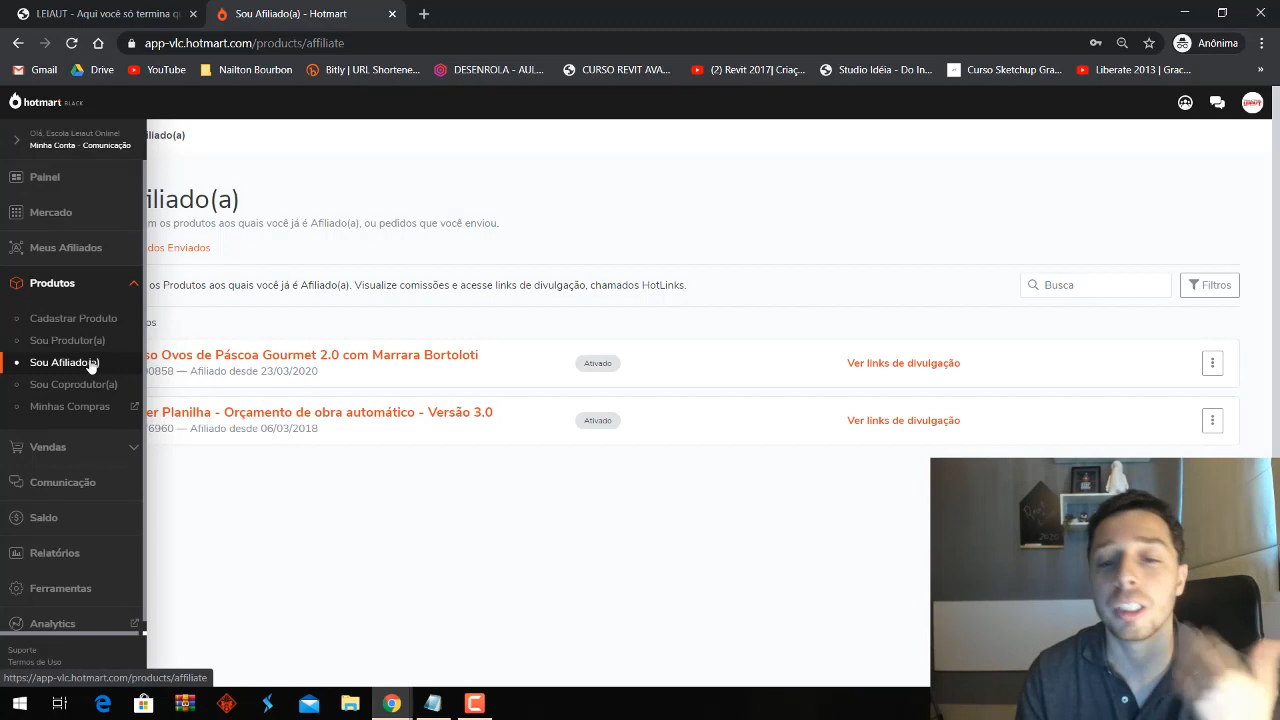 LEIAUT - Aqui você só termina q
Sou Afiliado(a) - Hotmart
app-vlc.hotmart.com/products/affiliate
Anônima
Gmail
Drive
YouTube
Nailton Bourbon
Bitly | URL Shortene...
DESENROLA - AUL...
CURSO REVIT AVA...
(2) Revit 2017| Criaç...
Studio Idéia - Do In...
Curso Sketchup Gra...
Liberate 2013 | Grac...
»
hotmart BLACK
Olá, Escola Leiaut Online!
Minha Conta - Comunicação
Painel
Mercado
Meus Afiliados
Produtos
Cadastrar Produto
Sou Produtor(a)
Sou Afiliado(a)
Sou Coprodutor(a)
Minhas Compras
Vendas
Comunicação
Saldo
Relatórios
Ferramentas
Analytics
Suporte
Termos de Uso
https://app-vlc.hotmart.com/products/affiliate
iliado(a)
filiado(a)
m os produtos aos quais você já é Afiliado(a), ou pedidos que você enviou.
dos Enviados
os Produtos aos quais você já é Afiliado(a). Visualize comissões e acesse links de divulgação, chamados HotLinks.
Busca
Filtros
os
so Ovos de Páscoa Gourmet 2.0 com Marrara Bortoloti
00858 — Afiliado desde 23/03/2020
Ativado
Ver links de divulgação
er Planilha - Orçamento de obra automático - Versão 3.0
76960 — Afiliado desde 06/03/2018
Ativado
Ver links de divulgação